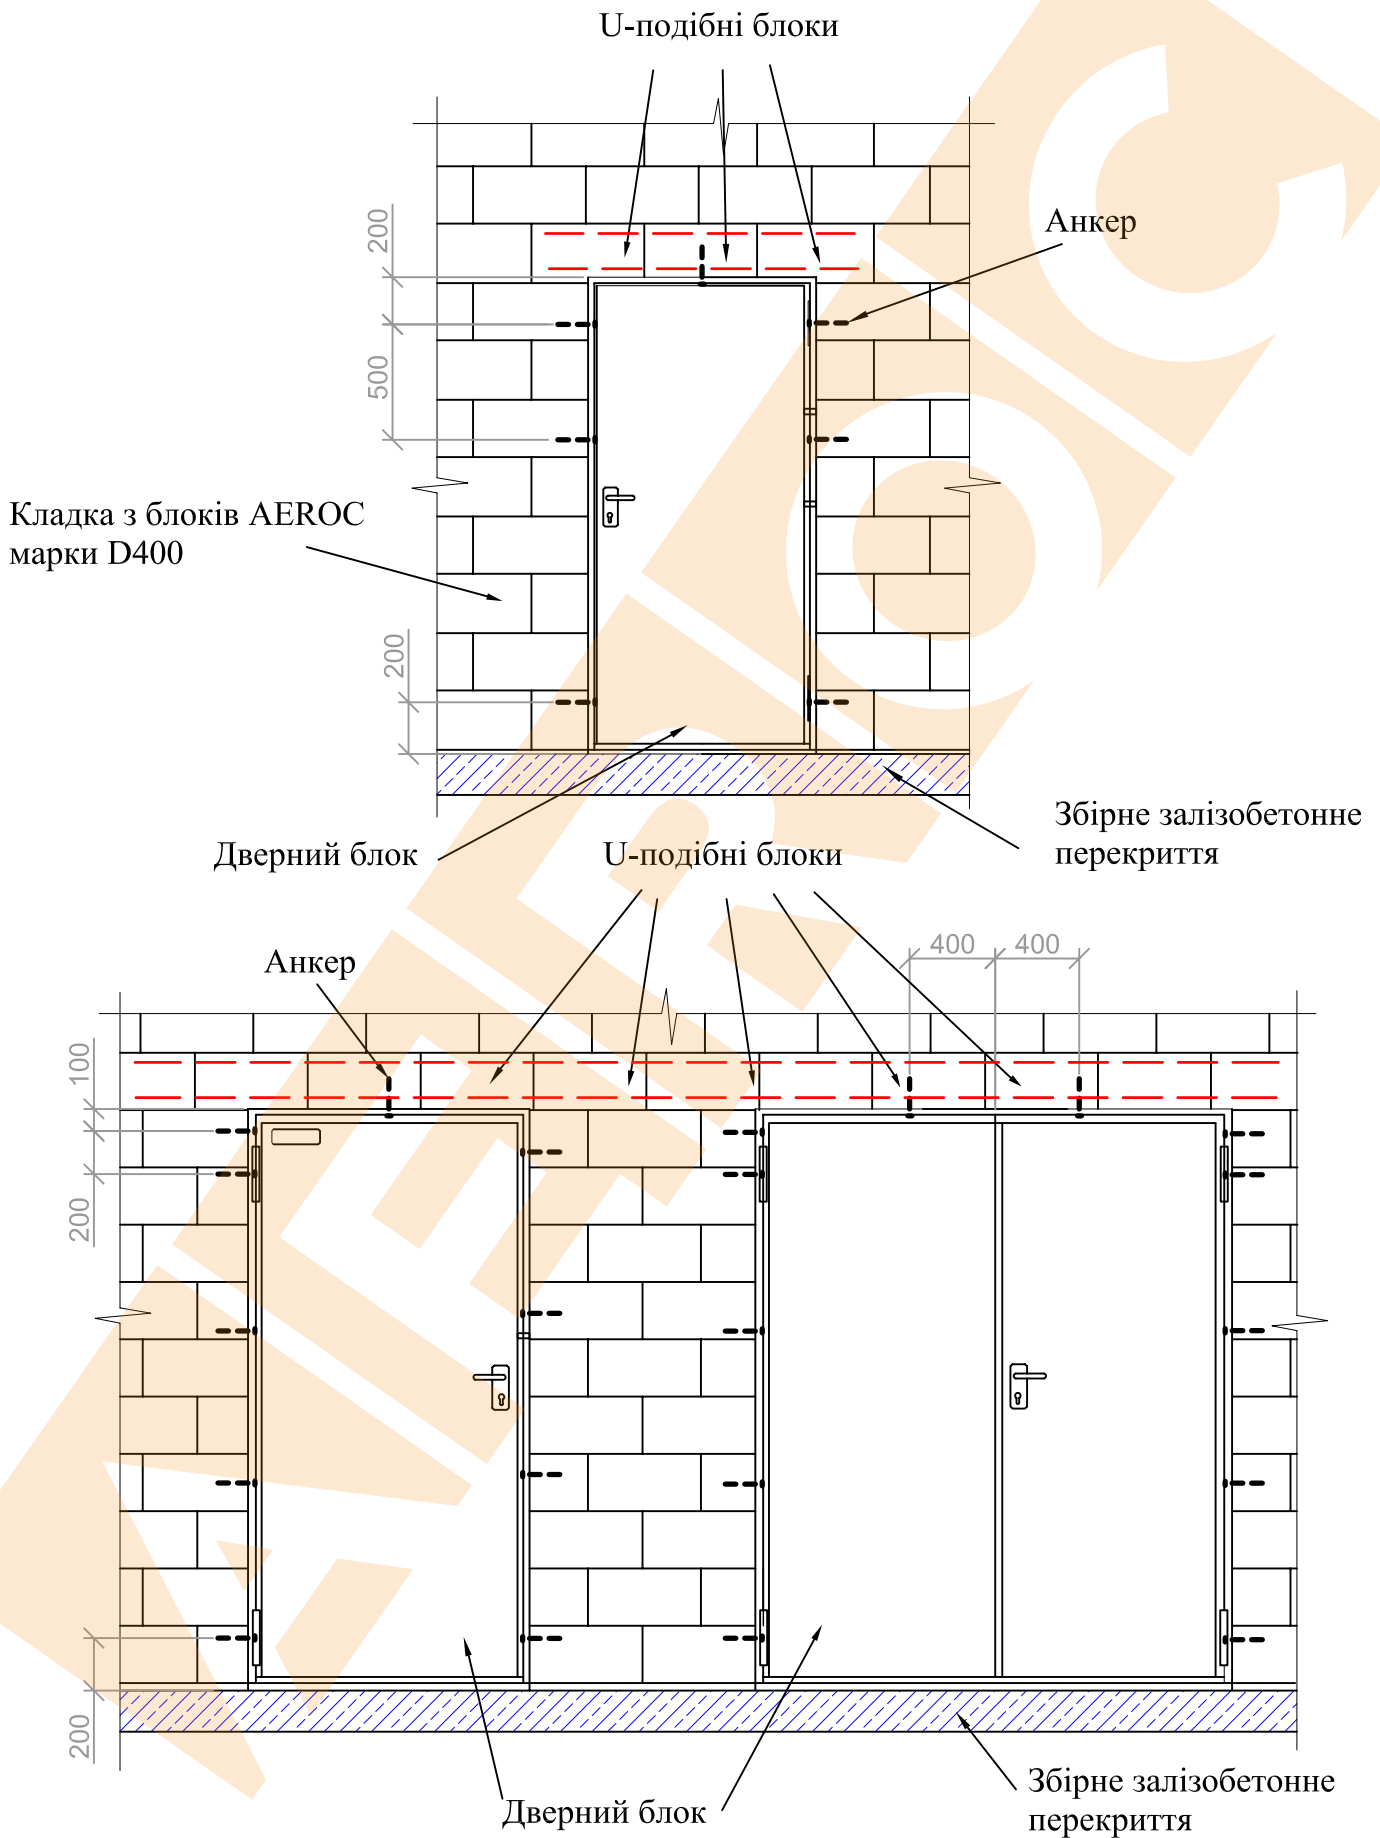 U-подібні блоки
200
Анкер
500
Кладка з блоків AEROC
марки D400
200
Збірне залізобетонне
перекриття
Дверний блок
U-подібні блоки
400
400
Анкер
100
200
200
Збірне залізобетонне
перекриття
Дверний блок
AEROC